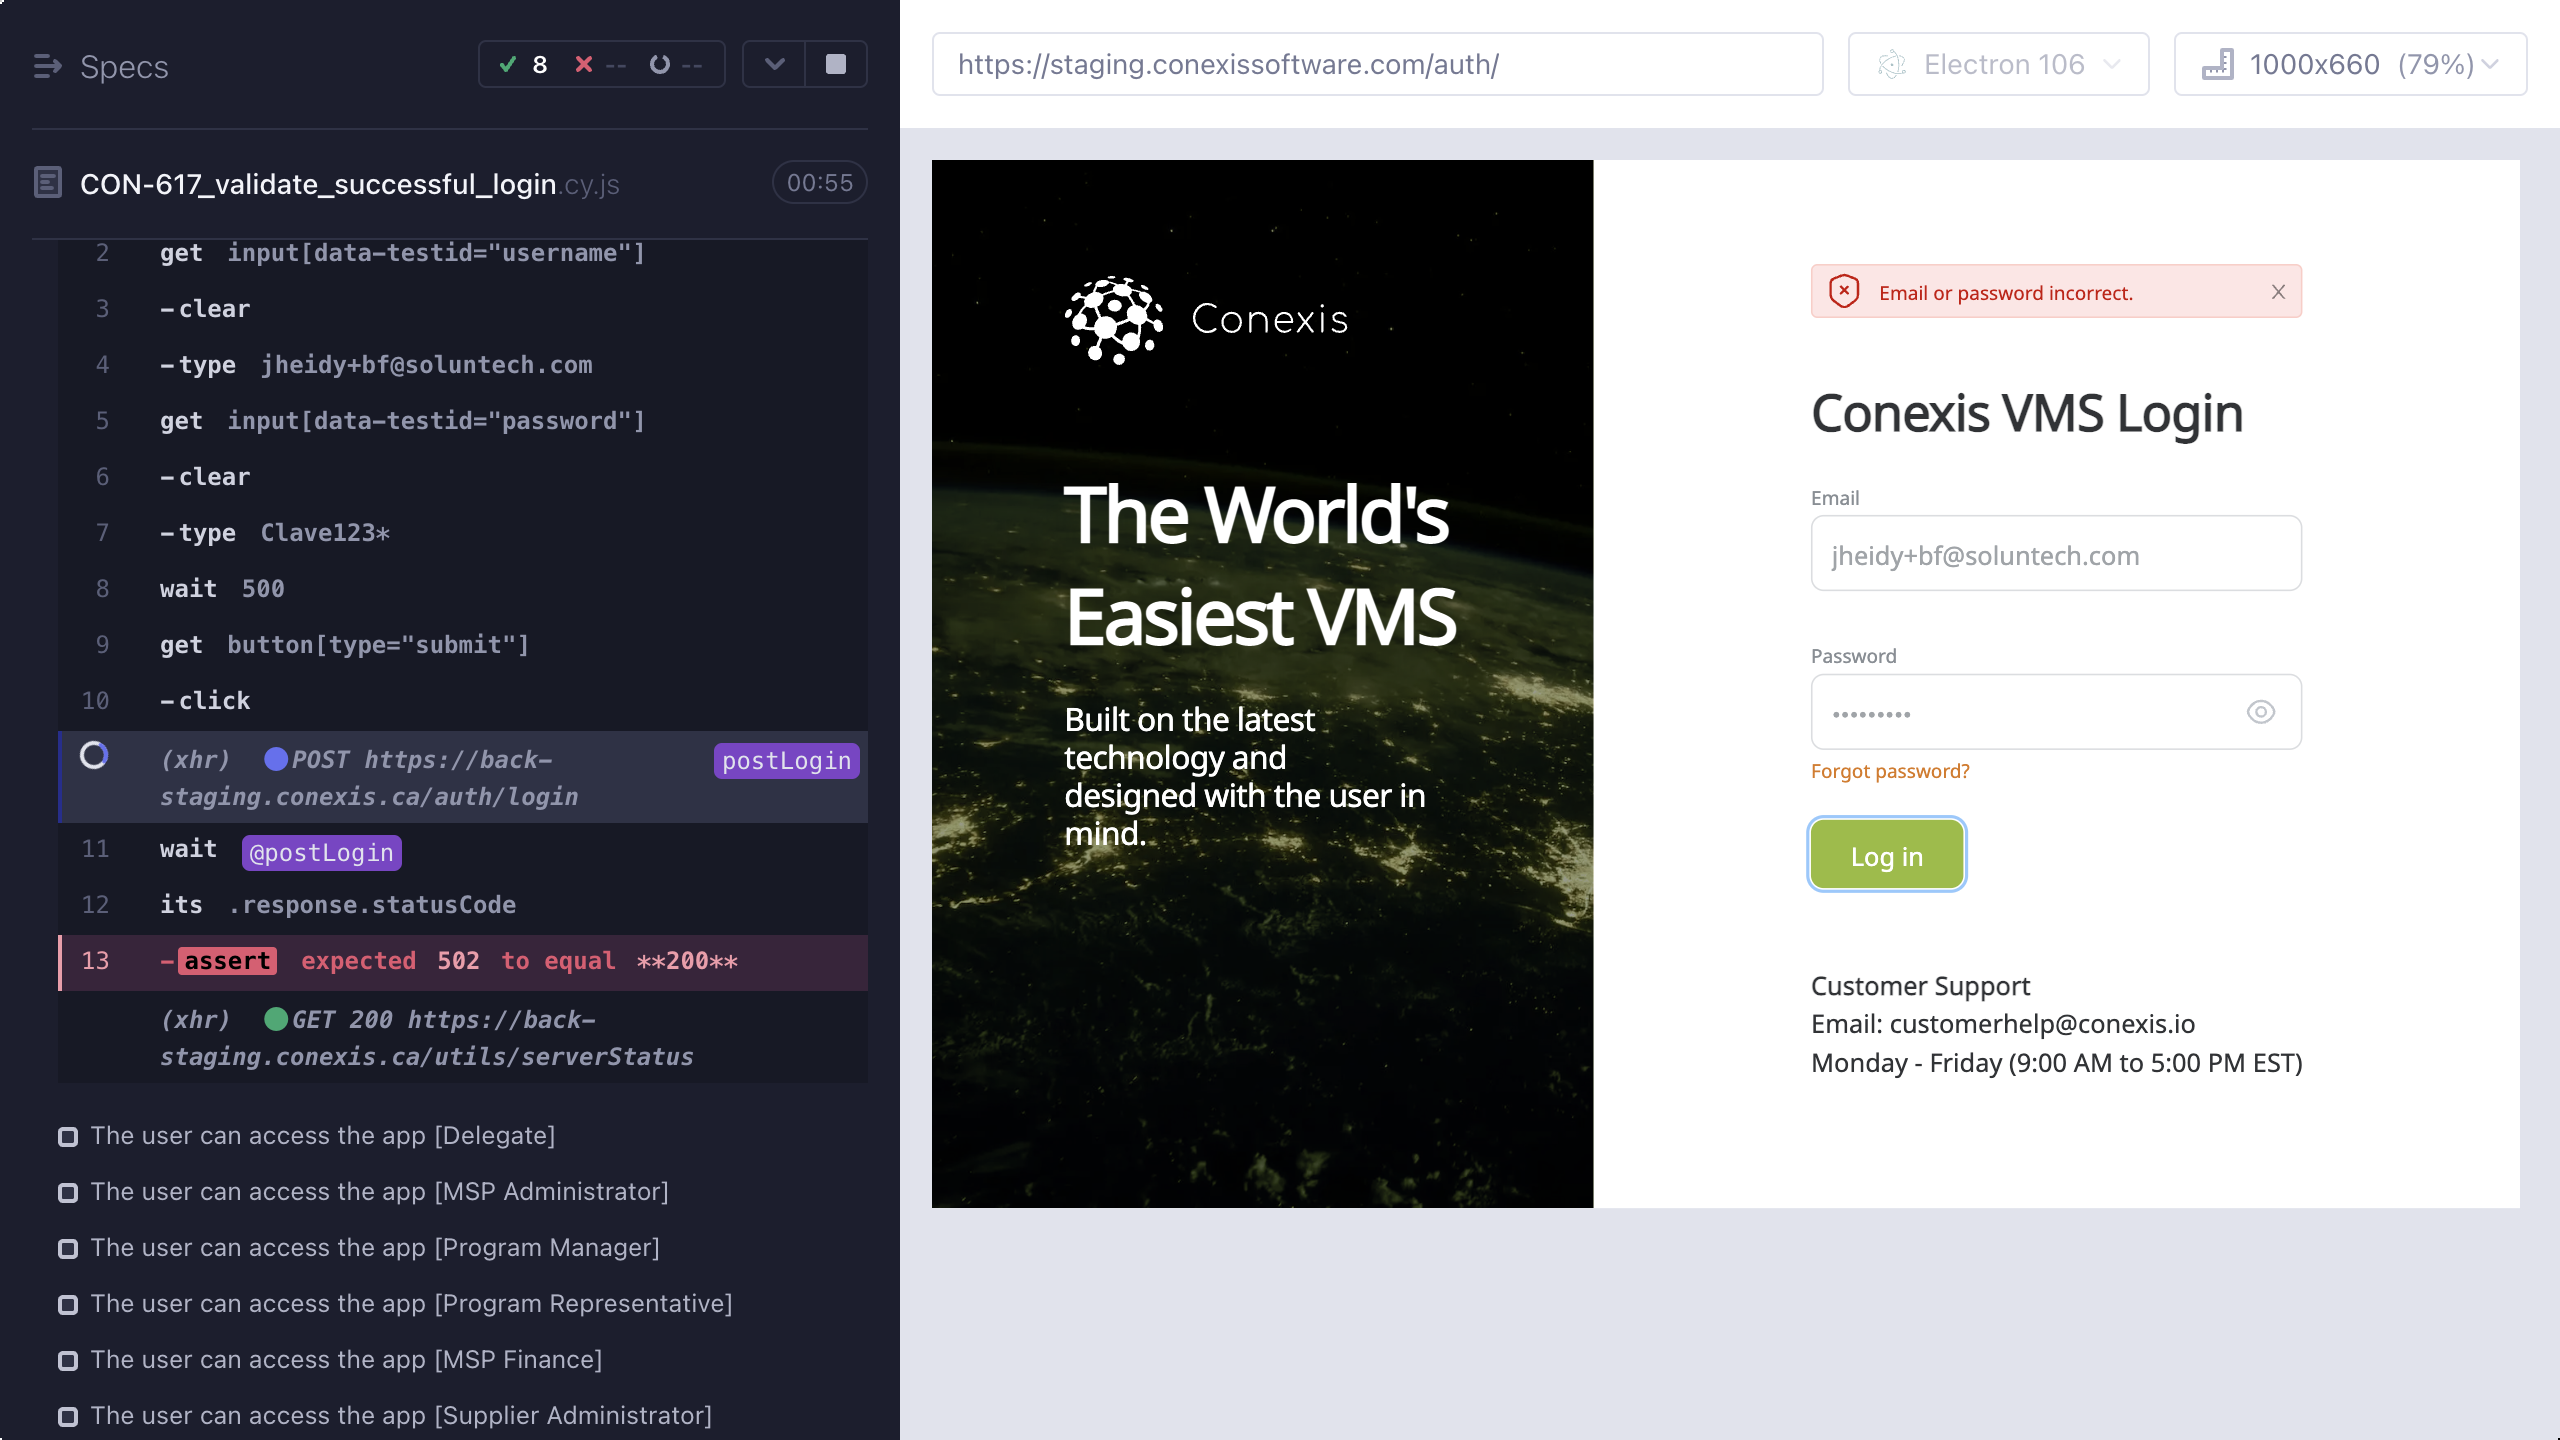 Specs
8 -- --
CON-617_validate_successful_login.cy.js 00:55
2 get input[data-testid="username"]
3 -clear
4 -type jheidy+bf@soluntech.com
5 get input[data-testid="password"]
6 -clear
7 -type Clave123*
8 wait 500
9 get button[type="submit"]
10 -click
(xhr) POST https://back- postLogin
staging.conexis.ca/auth/login
11 wait @postLogin
12 its .response.statusCode
13 -assert expected 502 to equal **200**
(xhr) GET 200 https://back-
staging.conexis.ca/utils/serverStatus
The user can access the app [Delegate]
The user can access the app [MSP Administrator]
The user can access the app [Program Manager]
The user can access the app [Program Representative]
The user can access the app [MSP Finance]
The user can access the app [Supplier Administrator]
https://staging.conexissoftware.com/auth/
Electron 106
1000x660 (79%)
Conexis
The World's
Easiest VMS
Built on the latest
technology and
designed with the user in
mind.
Email or password incorrect.
Conexis VMS Login
Email
jheidy+bf@soluntech.com
Password
•••••••••
Forgot password?
Log in
Customer Support
Email: customerhelp@conexis.io
Monday - Friday (9:00 AM to 5:00 PM EST)